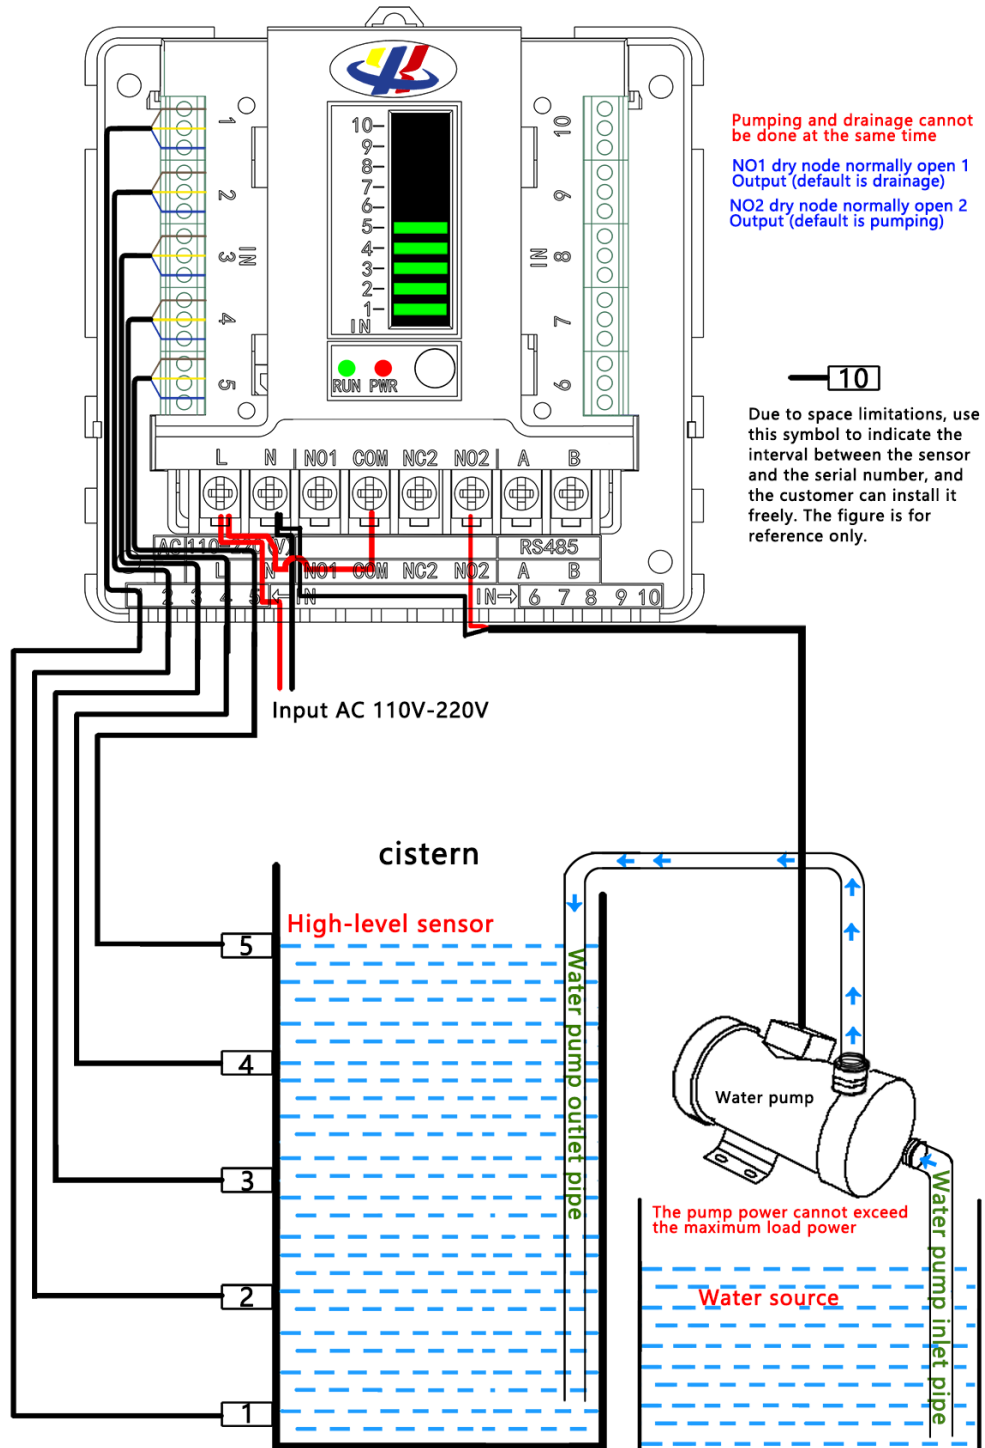 Pumping and drainage cannot
be done at the same time
NO1 dry node normally open 1
Output (default is drainage)
NO2 dry node normally open 2
Output (default is pumping)
1
2
3
4
5
IN
10
9
8
7
6
5
4
3
2
1
IN
RUN PWR
10
9
8
7
6
IN
10
Due to space limitations, use
this symbol to indicate the
interval between the sensor
and the serial number, and
the customer can install it
freely. The figure is for
reference only.
L N NO1 COM NC2 NO2 A B
AC 110-220(V) RS485
L N NO1 COM NC2 NO2 A B
1 2 3 4 5 ←IN IN→ 6 7 8 9 10
Input AC 110V-220V
cistern
High-level sensor
5
4
3
2
1
Water pump outlet pipe
Water pump
The pump power cannot exceed
the maximum load power
Water source
Water pump inlet pipe